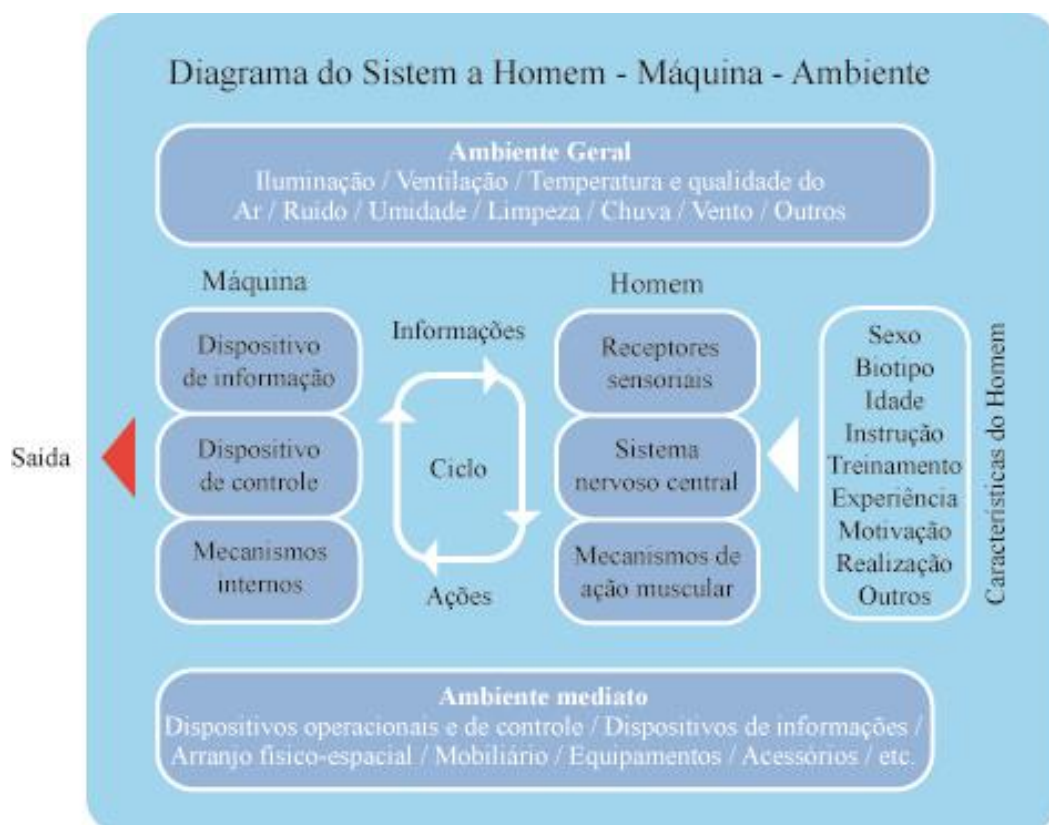 Diagrama do Sistem a Homem - Máquina - Ambiente
Ambiente Geral
Iluminação / Ventilação / Temperatura e qualidade do
Ar / Ruído / Umidade / Limpeza / Chuva / Vento / Outros
Máquina
Homem
Dispositivo
de informação
Dispositivo
de controle
Mecanismos
internos
Informações
Ciclo
Ações
Receptores
sensoriais
Sistema
nervoso central
Mecanismos de
ação muscular
Sexo
Biotipo
Idade
Instrução
Treinamento
Experiência
Motivação
Realização
Outros
Características do Homem
Saída
Ambiente mediato
Dispositivos operacionais e de controle / Dispositivos de informações /
Arranjo físico-espacial / Mobiliário / Equipamentos / Acessórios / etc.